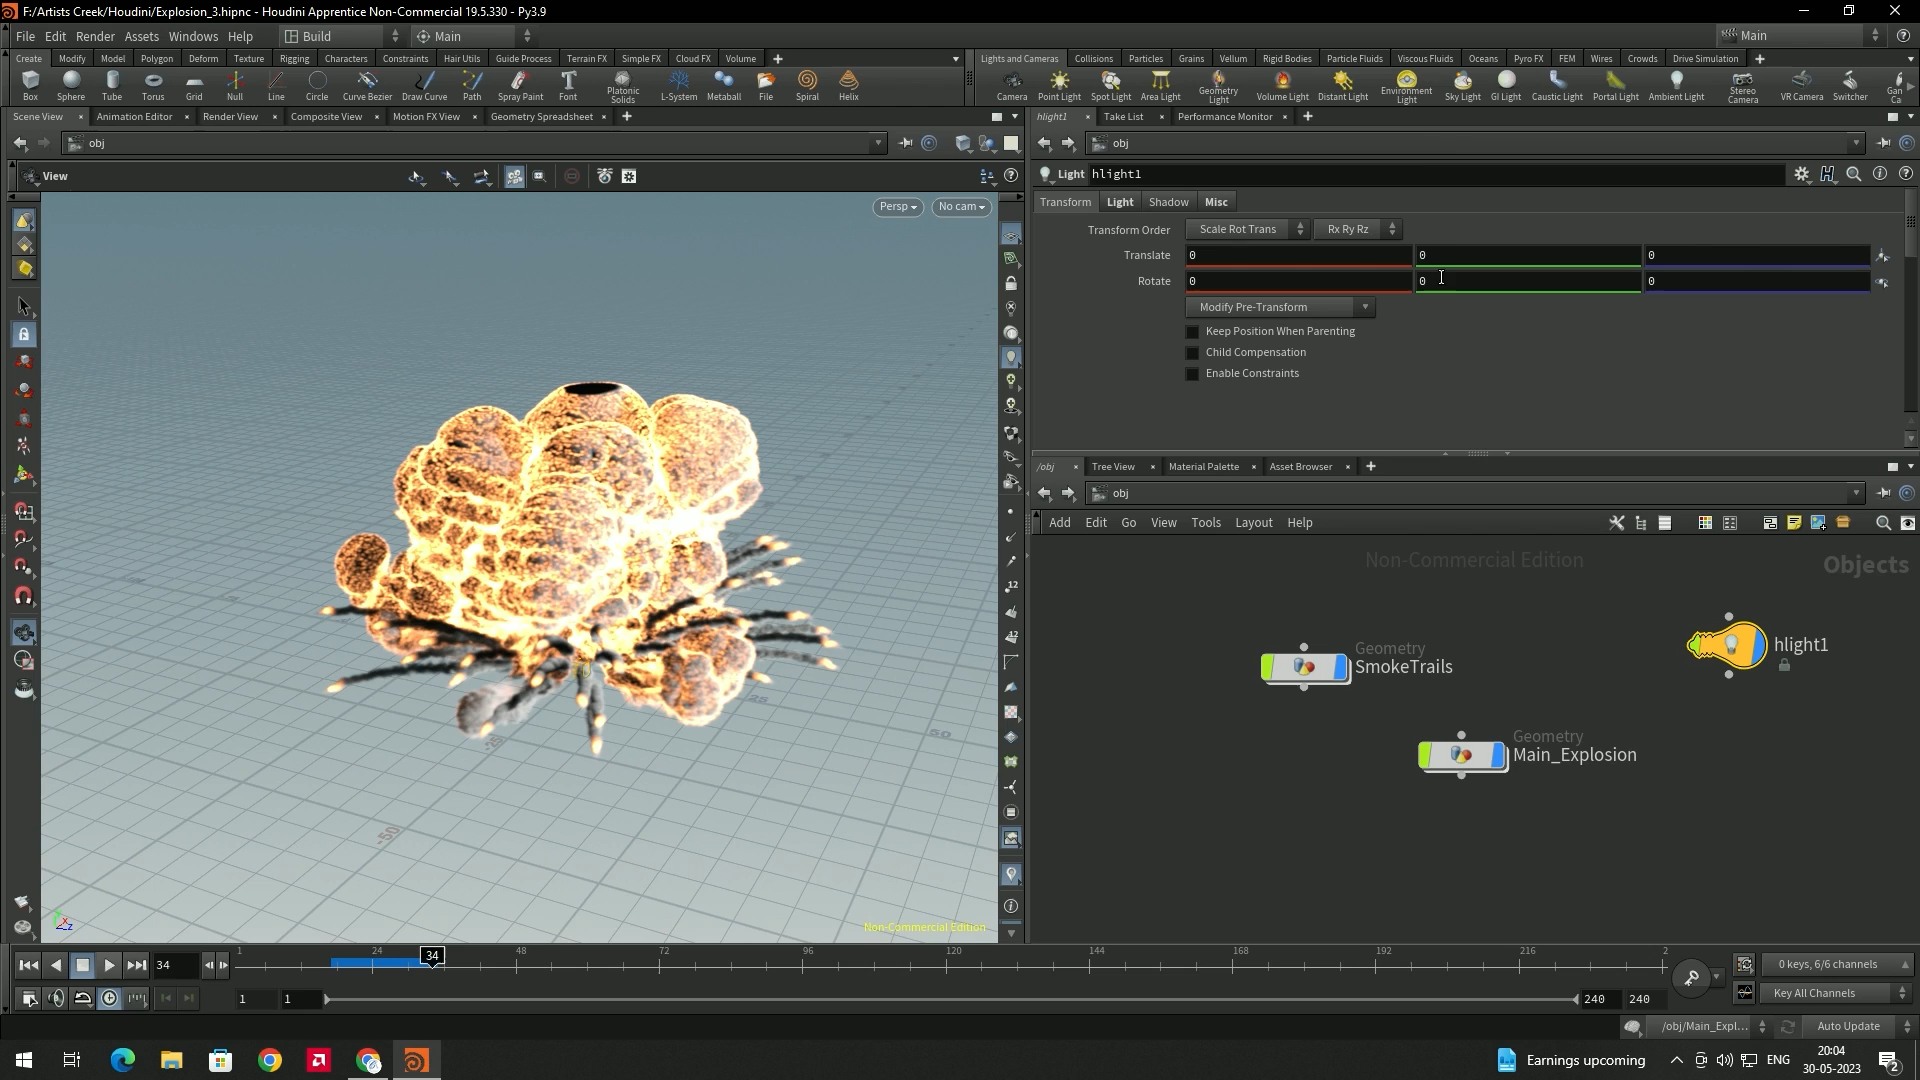 F:/Artists Creek/Houdini/Explosion_3.hipnc - Houdini Apprentice Non-Commercial 19.5.330 - Py3.9
File Edit Render Assets Windows Help Build Main Main
Create Modify Model Polygon Deform Texture Rigging Characters Constraints Hair Utils Guide Process Terrain FX Simple FX Cloud FX Volume
Lights and Cameras Collisions Particles Grains Vellum Rigid Bodies Particle Fluids Viscous Fluids Oceans Pyro FX FEM Wires Crowds Drive Simulation
Box Sphere Tube Torus Grid Null Line Circle Curve Bezier Draw Curve Path Spray Paint Font Platonic Solids L-System Metaball File Spiral Helix
Camera Point Light Spot Light Area Light Geometry Light Volume Light Distant Light Environment Light Sky Light GI Light Caustic Light Portal Light Ambient Light Stereo Camera VR Camera Switcher Gan Ca
Scene View Animation Editor Render View Composite View Motion FX View Geometry Spreadsheet
hlight1 Take List Performance Monitor
obj
obj
View
Light hlight1
Persp No cam
Transform Light Shadow Misc
Transform Order Scale Rot Trans Rx Ry Rz
Translate 0 0 0
Rotate 0 0 0
Modify Pre-Transform
Keep Position When Parenting
Child Compensation
Enable Constraints
/obj Tree View Material Palette Asset Browser
obj
Add Edit Go View Tools Layout Help
Non-Commercial Edition
Objects
hlight1
Geometry
SmokeTrails
Geometry
Main_Explosion
12
12
-25
25
50
-50
Non-Commercial Edition
1 24 48 72 96 120 144 168 192 216 2
34
34
0 keys, 6/6 channels
1 1 240 240
Key All Channels
/obj/Main_Expl... Auto Update
Earnings upcoming
ENG
20:04
30-05-2023
2